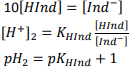 10[HInd] = [Ind⁻]
[H⁺]₂ = K_HInd [HInd]/[Ind⁻]
pH₂ = pK_HInd + 1